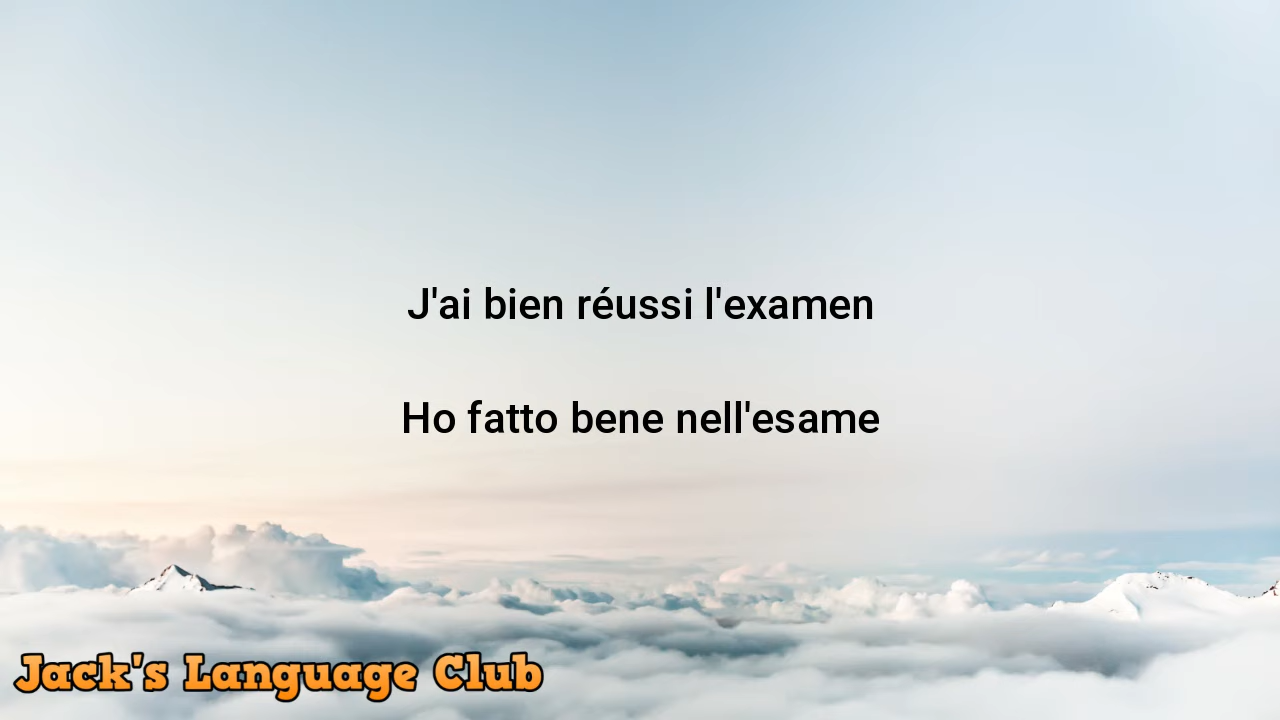 J'ai bien réussi l'examen
Ho fatto bene nell'esame
Jack's Language Club